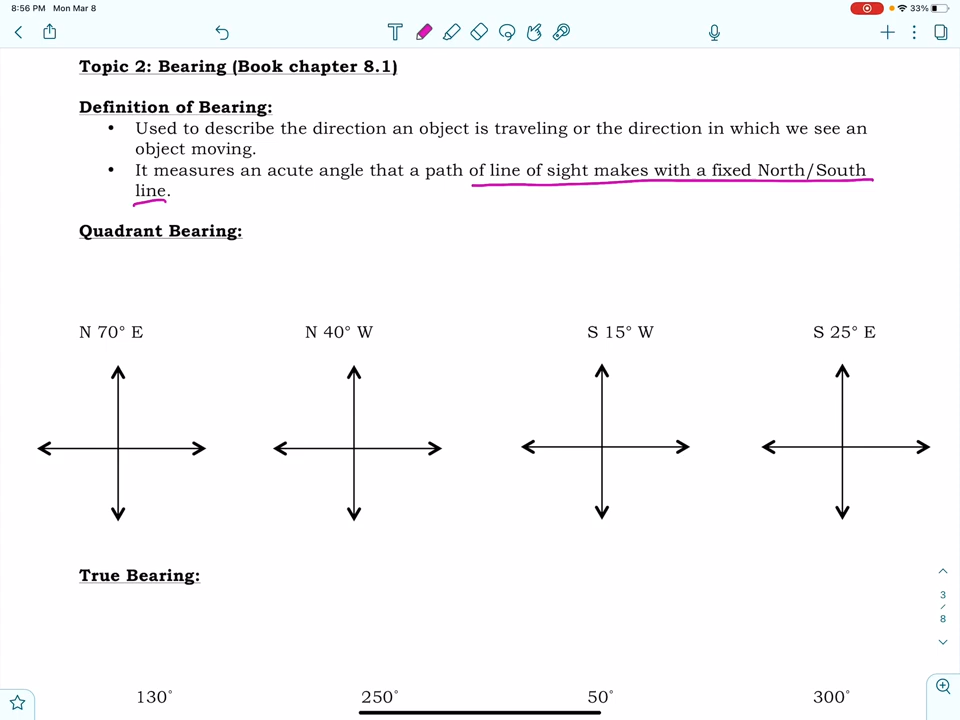 8:56 PM Mon Mar 8
33%
Topic 2: Bearing (Book chapter 8.1)
Definition of Bearing:
• Used to describe the direction an object is traveling or the direction in which we see an
object moving.
• It measures an acute angle that a path of line of sight makes with a fixed North/South
line.
Quadrant Bearing:
N 70° E N 40° W S 15° W S 25° E
True Bearing:
3
/
8
130° 250° 50° 300°